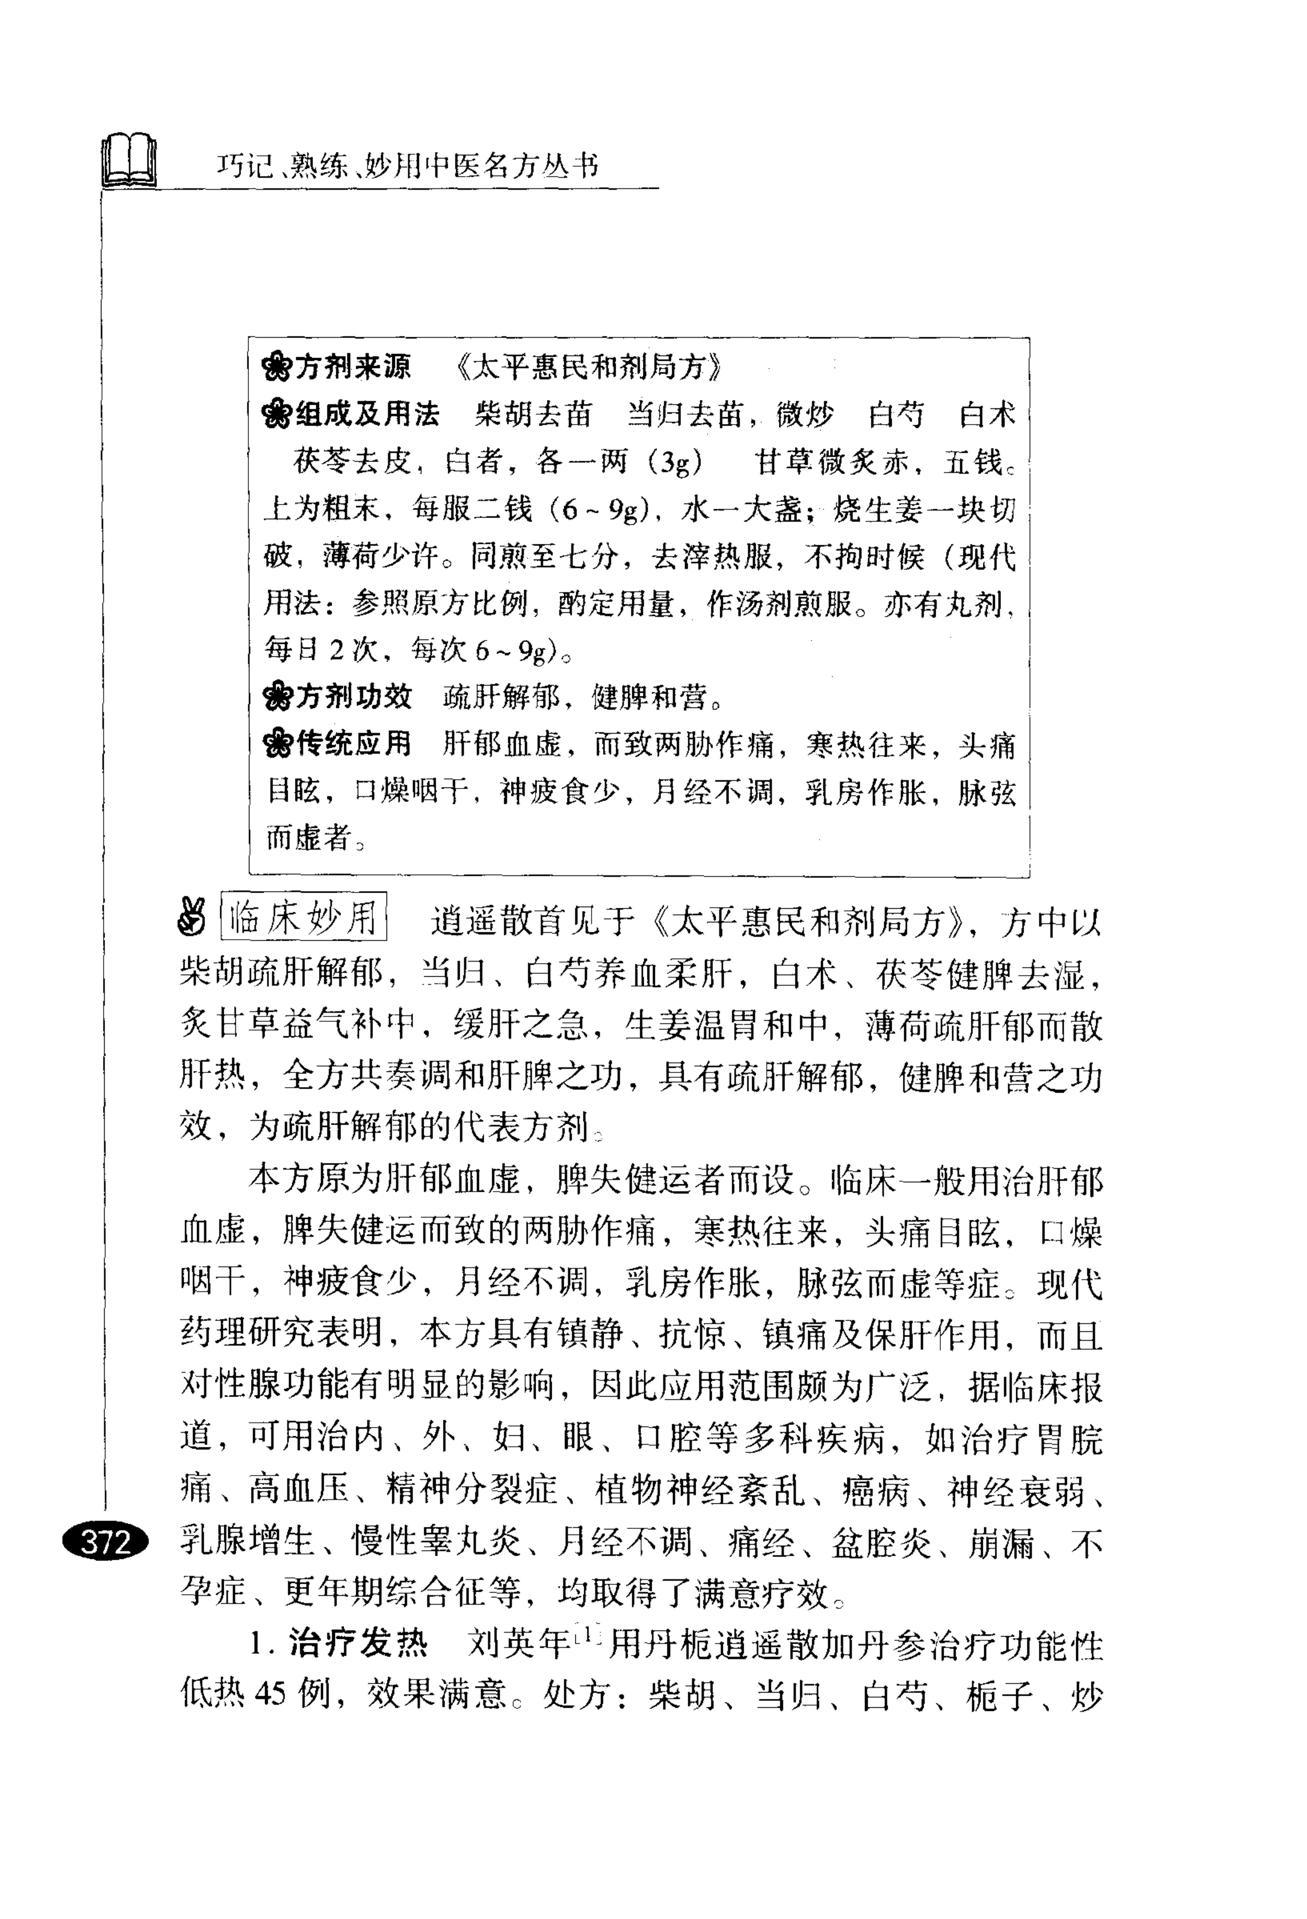 巧记、熟练、妙用中医名方丛书
方剂来源 《太平惠民和剂局方》
组成及用法 柴胡去苗 当归去苗，微炒 白芍 白术
茯苓去皮，白者，各一两（3g） 甘草微炙赤，五钱。
上为粗末，每服二钱（6～9g），水一大盏；烧生姜一块切
破，薄荷少许。同煎至七分，去滓热服，不拘时候（现代
用法：参照原方比例，酌定用量，作汤剂煎服。亦有丸剂，
每日2次，每次6～9g）。
方剂功效 疏肝解郁，健脾和营。
传统应用 肝郁血虚，而致两胁作痛，寒热往来，头痛
目眩，口燥咽干，神疲食少，月经不调，乳房作胀，脉弦
而虚者。
临床妙用 逍遥散首见于《太平惠民和剂局方》，方中以
柴胡疏肝解郁，当归、白芍养血柔肝，白术、茯苓健脾去湿，
炙甘草益气补中，缓肝之急，生姜温胃和中，薄荷疏肝郁而散
肝热，全方共奏调和肝脾之功，具有疏肝解郁，健脾和营之功
效，为疏肝解郁的代表方剂。
本方原为肝郁血虚，脾失健运者而设。临床一般用治肝郁
血虚，脾失健运而致的两胁作痛，寒热往来，头痛目眩，口燥
咽干，神疲食少，月经不调，乳房作胀，脉弦而虚等症。现代
药理研究表明，本方具有镇静、抗惊、镇痛及保肝作用，而且
对性腺功能有明显的影响，因此应用范围颇为广泛，据临床报
道，可用治内、外、妇、眼、口腔等多科疾病，如治疗胃脘
痛、高血压、精神分裂症、植物神经紊乱、癌病、神经衰弱、
乳腺增生、慢性睾丸炎、月经不调、痛经、盆腔炎、崩漏、不
孕症、更年期综合征等，均取得了满意疗效。
1. 治疗发热 刘英年[1]用丹栀逍遥散加丹参治疗功能性
低热45例，效果满意。处方：柴胡、当归、白芍、栀子、炒
372